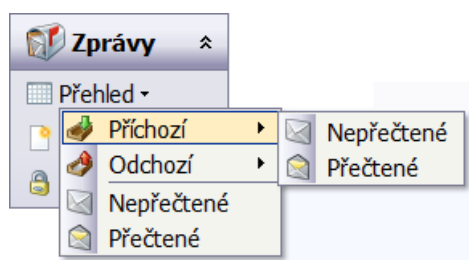 Zprávy
Přehled
Příchozí
Odchozí
Nepřečtené
Přečtené
Nepřečtené
Přečtené